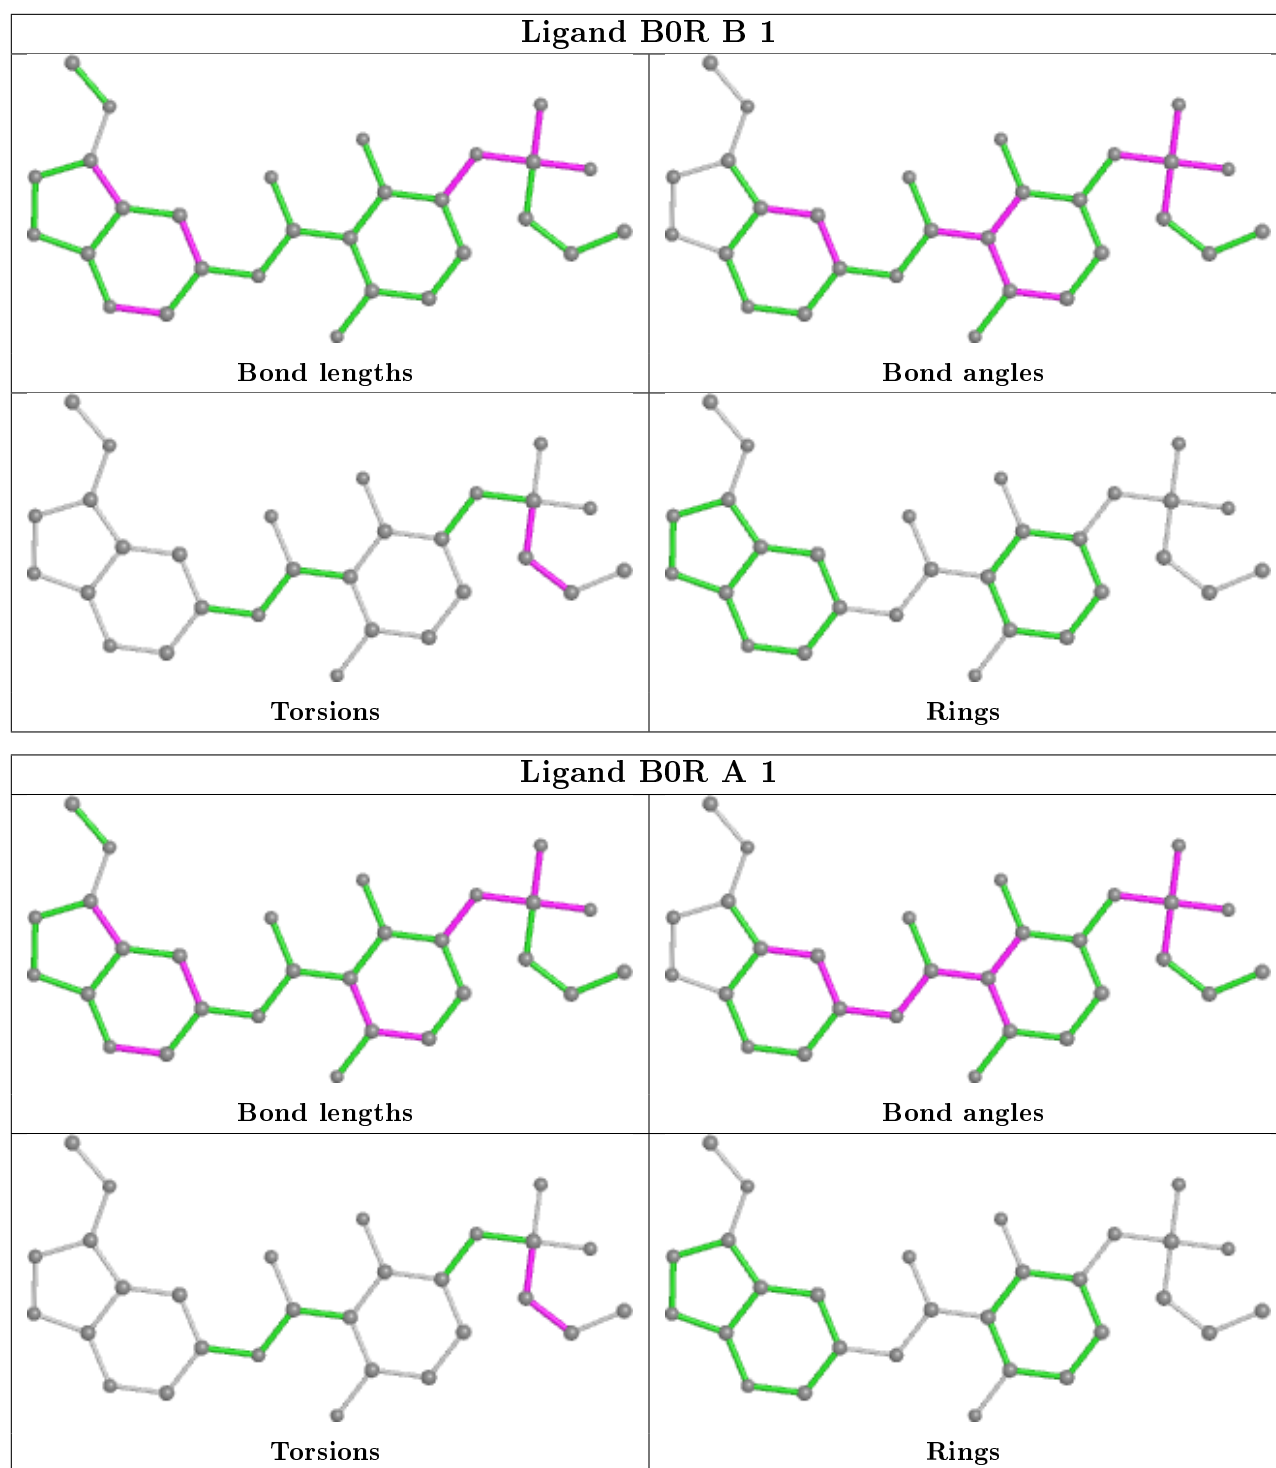 Ligand B0R B 1
Bond lengths
Bond angles
Torsions
Rings
Ligand B0R A 1
Bond lengths
Bond angles
Torsions
Rings